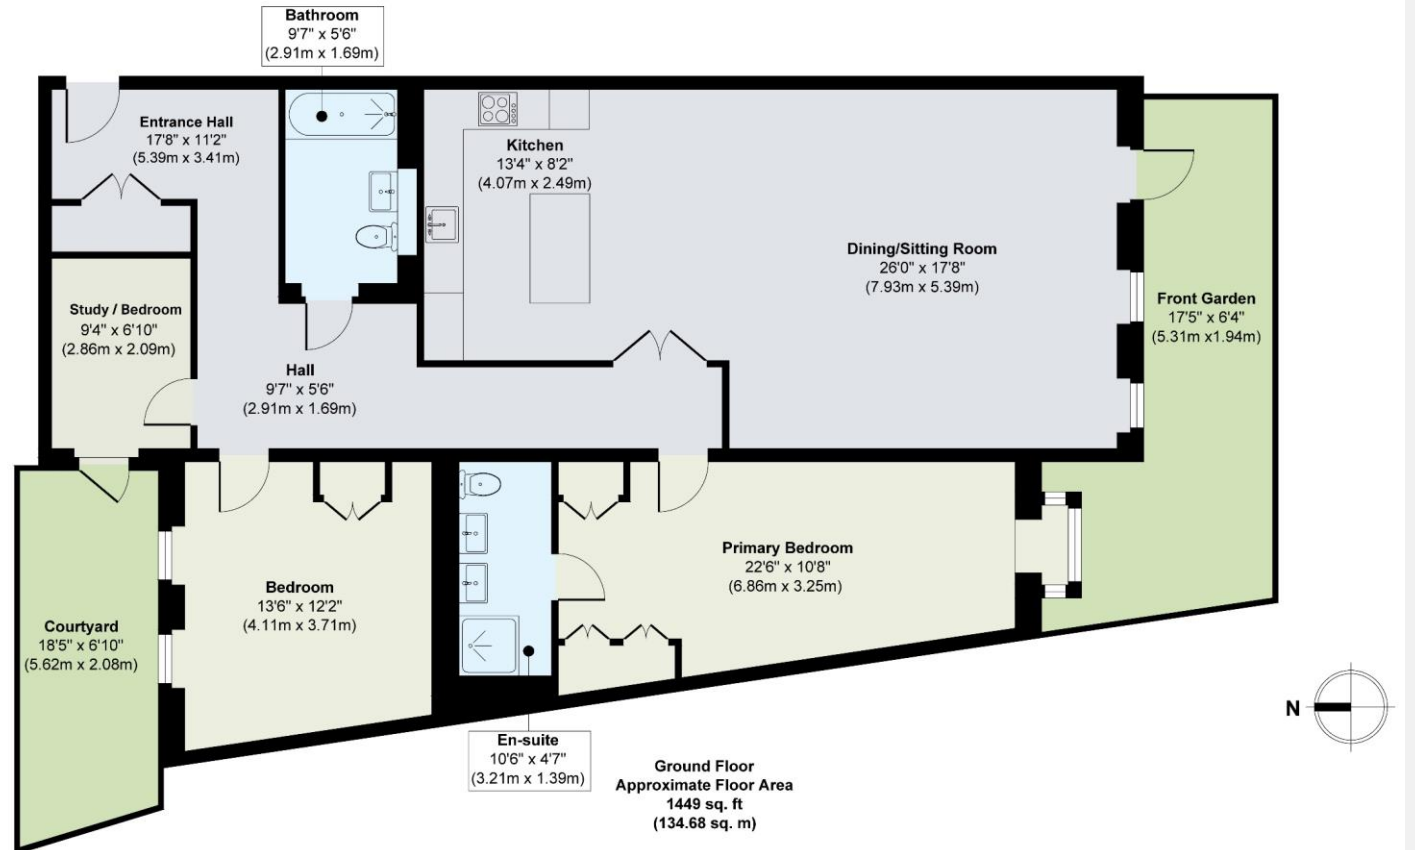 Bathroom
9'7" x 5'6"
(2.91m x 1.69m)
Entrance Hall
17'8" x 11'2"
(5.39m x 3.41m)
Kitchen
13'4" x 8'2"
(4.07m x 2.49m)
Dining/Sitting Room
26'0" x 17'8"
(7.93m x 5.39m)
Front Garden
17'5" x 6'4"
(5.31m x1.94m)
Study / Bedroom
9'4" x 6'10"
(2.86m x 2.09m)
Hall
9'7" x 5'6"
(2.91m x 1.69m)
Primary Bedroom
22'6" x 10'8"
(6.86m x 3.25m)
Bedroom
13'6" x 12'2"
(4.11m x 3.71m)
Courtyard
18'5" x 6'10"
(5.62m x 2.08m)
N
En-suite
10'6" x 4'7"
(3.21m x 1.39m)
Ground Floor
Approximate Floor Area
1449 sq. ft
(134.68 sq. m)